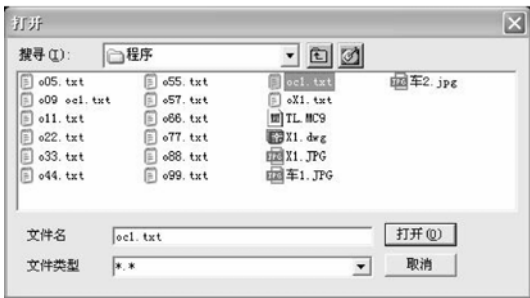 打开
搜寻(I): 程序
o05.txt o55.txt oc1.txt 车2.jpg
o09 oc1.txt o57.txt oX1.txt
o11.txt o66.txt TL.MC9
o22.txt o77.txt X1.dwg
o33.txt o88.txt X1.JPG
o44.txt o99.txt 车1.JPG
文件名 oc1.txt 打开(O)
文件类型 *.* 取消